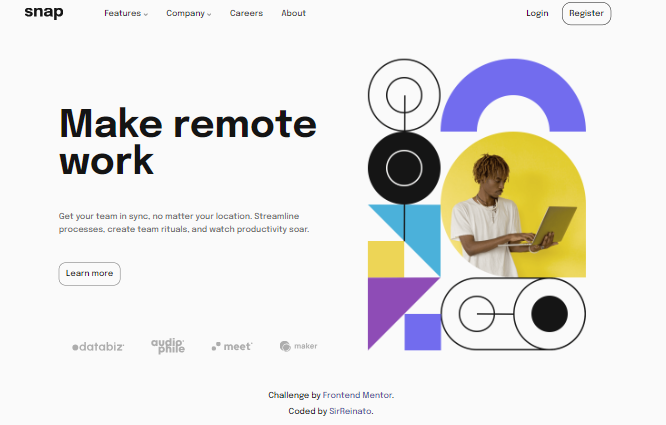 snap Features Company Careers About Login Register
Make remote
work
Get your team in sync, no matter your location. Streamline
processes, create team rituals, and watch productivity soar.
Learn more
databiz audiophile meet maker
Challenge by Frontend Mentor.
Coded by SirReinato.